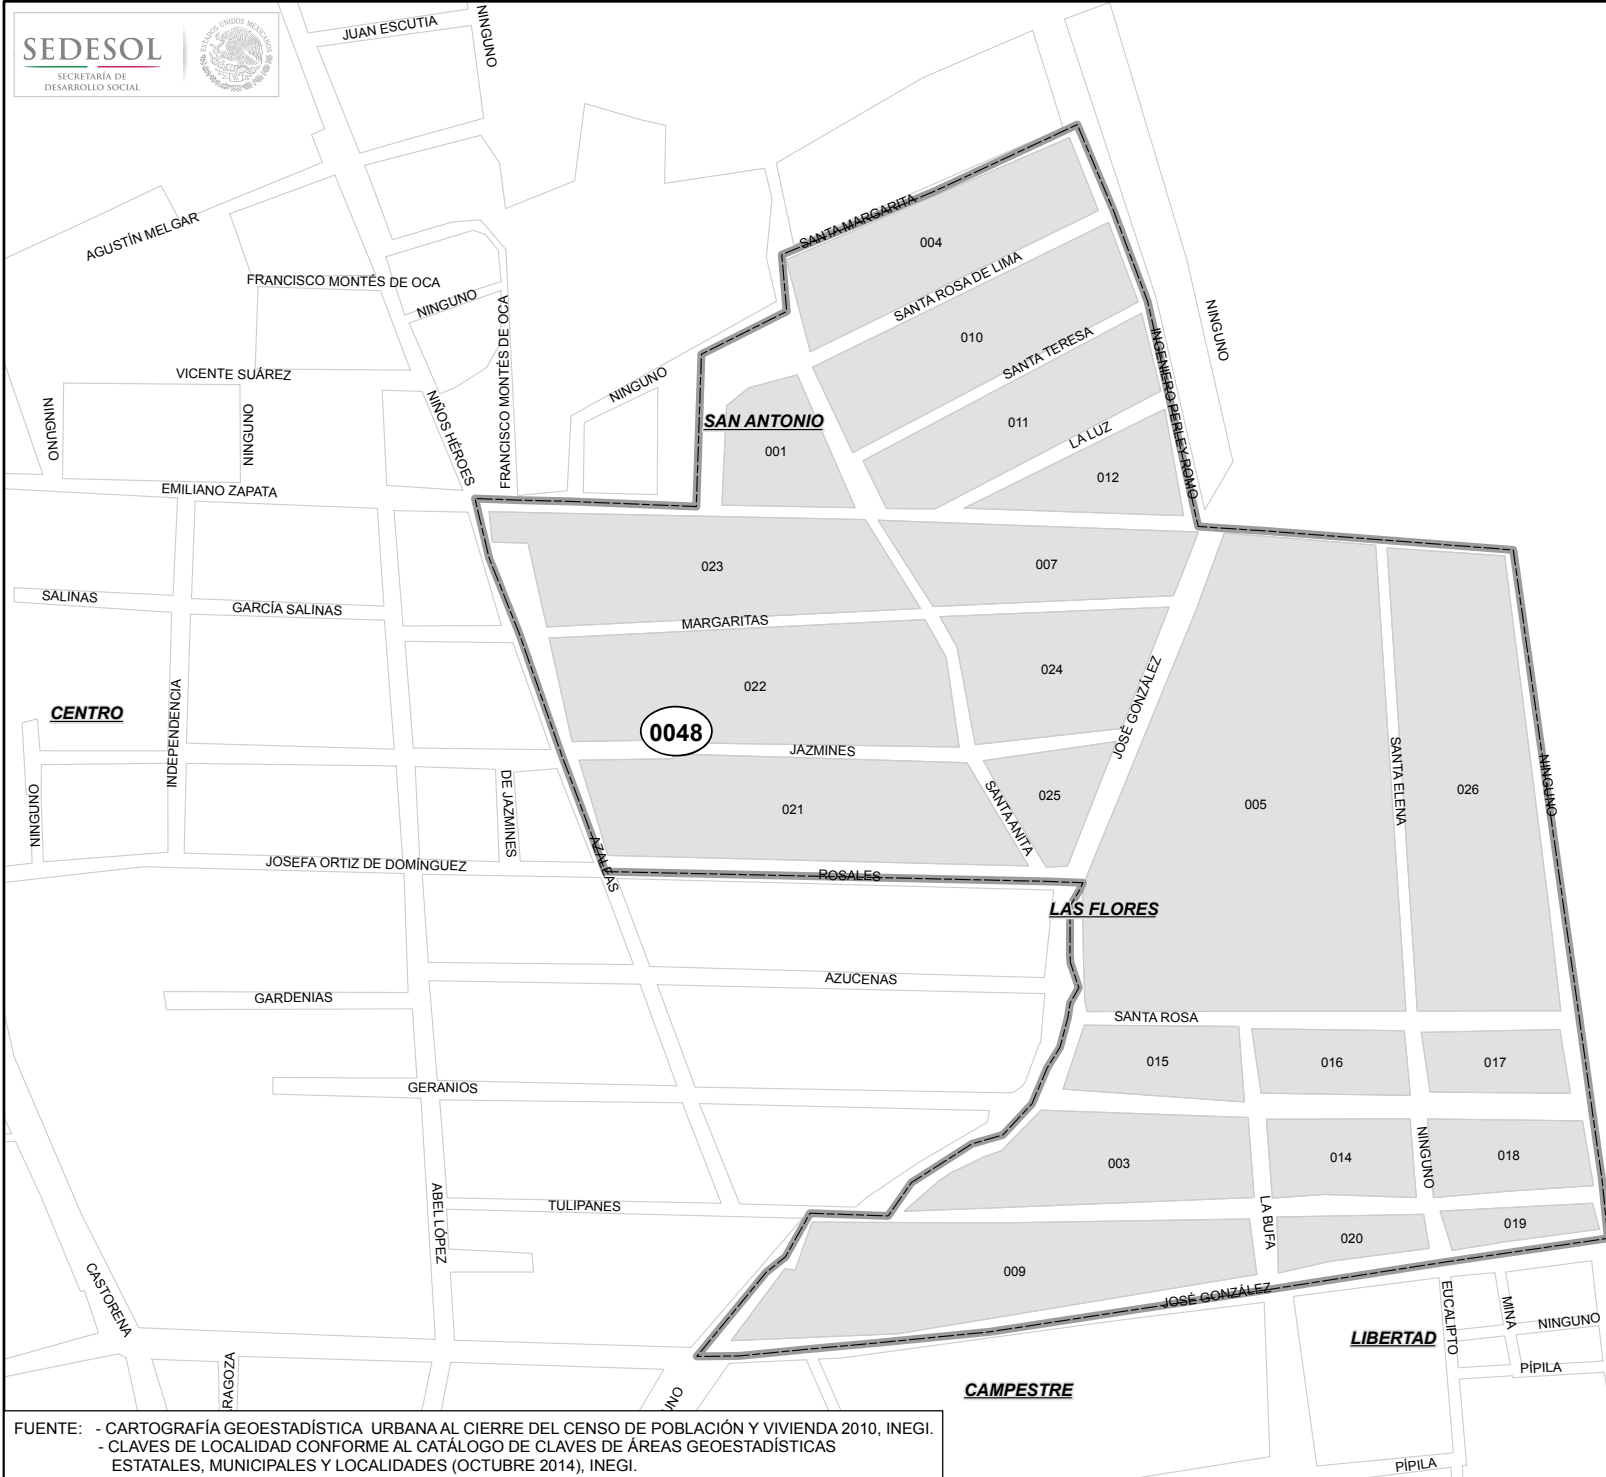 SEDESOL
SECRETARÍA DE
DESARROLLO SOCIAL
ESTADOS UNIDOS MEXICANOS
JUAN ESCUTIA
NINGUNO
AGUSTÍN MELGAR
SANTA MARGARITA
004
FRANCISCO MONTÉS DE OCA
NINGUNO
SANTA ROSA DE LIMA
FRANCISCO MONTÉS DE OCA
NINGUNO
010
SANTA TERESA
INGENIERO PERLEY ROMO
VICENTE SUÁREZ
NINGUNO
NIÑOS HÉROES
NINGUNO
NINGUNO
SAN ANTONIO
011
LA LUZ
001
012
EMILIANO ZAPATA
023
007
SALINAS
GARCÍA SALINAS
MARGARITAS
024
022
INDEPENDENCIA
JOSÉ GONZÁLEZ
CENTRO
0048
JAZMINES
SANTA ELENA
NINGUNO
026
005
025
021
SANTA ANITA
DE JAZMINES
NINGUNO
JOSEFA ORTIZ DE DOMÍNGUEZ
AZALEAS
ROSALES
LAS FLORES
AZUCENAS
GARDENIAS
SANTA ROSA
015
016
017
GERANIOS
003
014
NINGUNO
018
ABEL LÓPEZ
TULIPANES
LA BUFA
020
019
009
CASTORENA
JOSÉ GONZÁLEZ
EUCALIPTO
MINA
NINGUNO
LIBERTAD
PÍPILA
RAGOZA
UNO
CAMPESTRE
PÍPILA
FUENTE: - CARTOGRAFÍA GEOESTADÍSTICA URBANA AL CIERRE DEL CENSO DE POBLACIÓN Y VIVIENDA 2010, INEGI.
- CLAVES DE LOCALIDAD CONFORME AL CATÁLOGO DE CLAVES DE ÁREAS GEOESTADÍSTICAS
ESTATALES, MUNICIPALES Y LOCALIDADES (OCTUBRE 2014), INEGI.